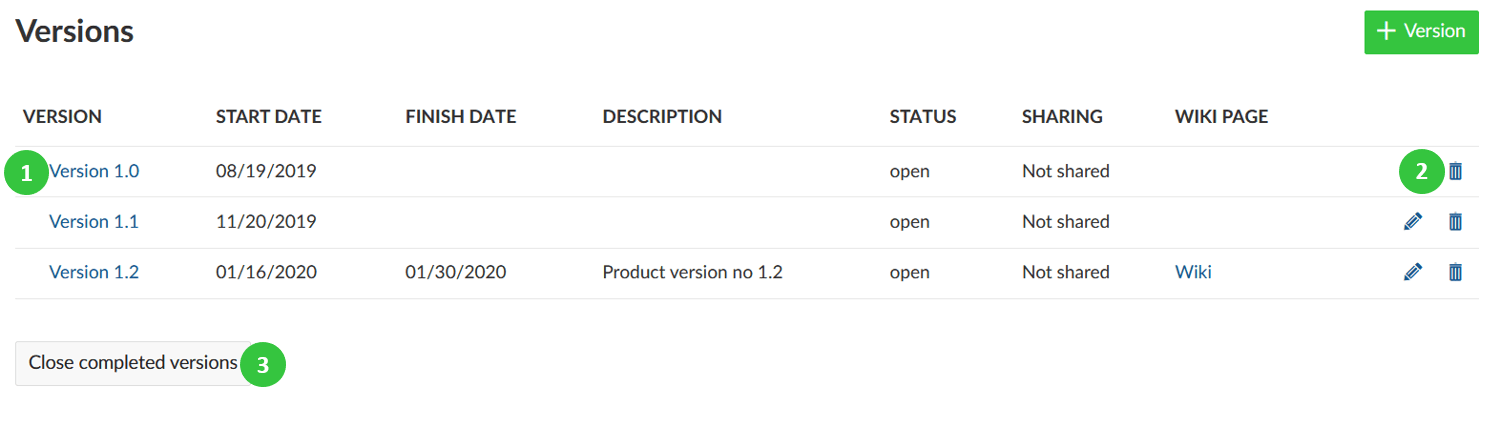 Versions
+ Version
VERSION START DATE FINISH DATE DESCRIPTION STATUS SHARING WIKI PAGE
1 Version 1.0 08/19/2019 open Not shared 2
Version 1.1 11/20/2019 open Not shared
Version 1.2 01/16/2020 01/30/2020 Product version no 1.2 open Not shared Wiki
Close completed versions 3